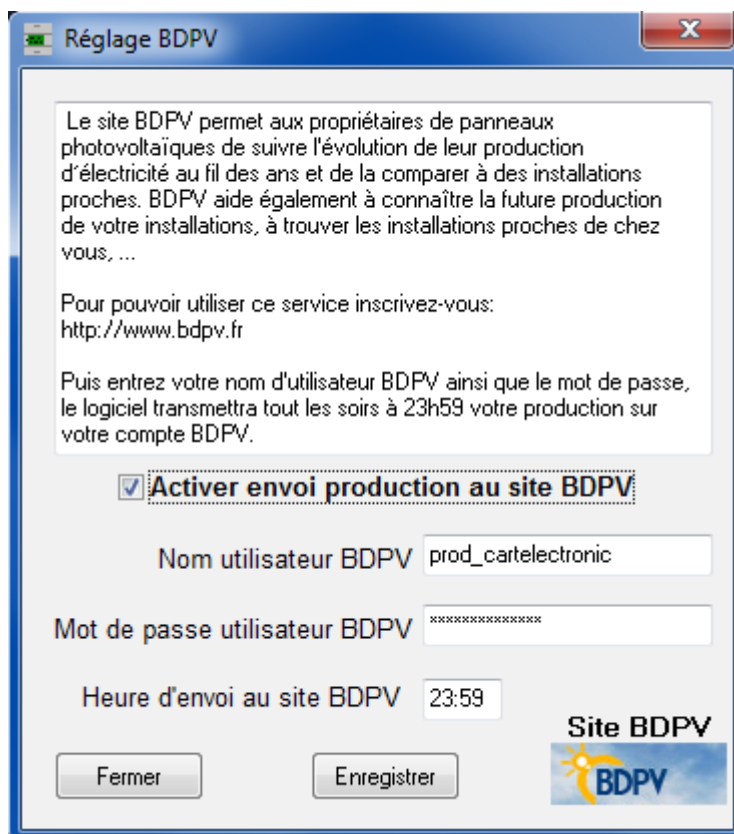 Réglage BDPV
Le site BDPV permet aux propriétaires de panneaux
photovoltaïques de suivre l'évolution de leur production
d'électricité au fil des ans et de la comparer à des installations
proches. BDPV aide également à connaître la future production
de votre installations, à trouver les installations proches de chez
vous, ...
Pour pouvoir utiliser ce service inscrivez-vous:
http://www.bdpv.fr
Puis entrez votre nom d'utilisateur BDPV ainsi que le mot de passe,
le logiciel transmettra tout les soirs à 23h59 votre production sur
votre compte BDPV.
Activer envoi production au site BDPV
Nom utilisateur BDPV prod_cartelectronic
Mot de passe utilisateur BDPV **************
Heure d'envoi au site BDPV 23:59
Site BDPV
Fermer Enregistrer BDPV